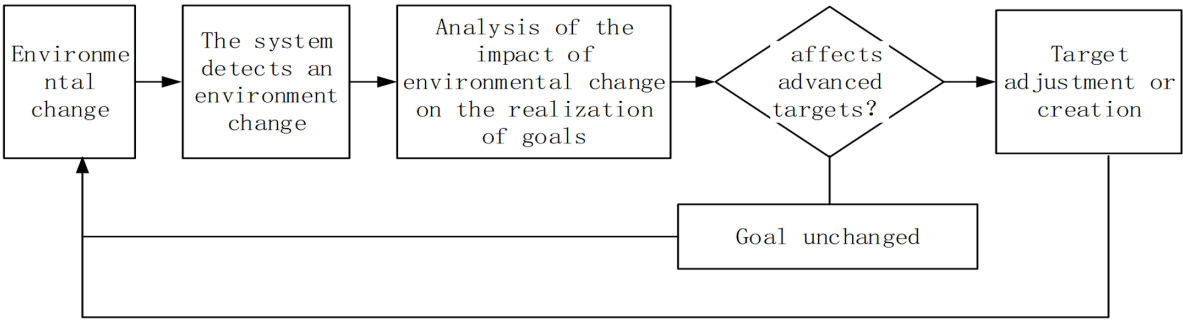 Environme
ntal
change
The system
detects an
environment
change
Analysis of the
impact of
environmental change
on the realization
of goals
affects
advanced
targets?
Target
adjustment or
creation
Goal unchanged